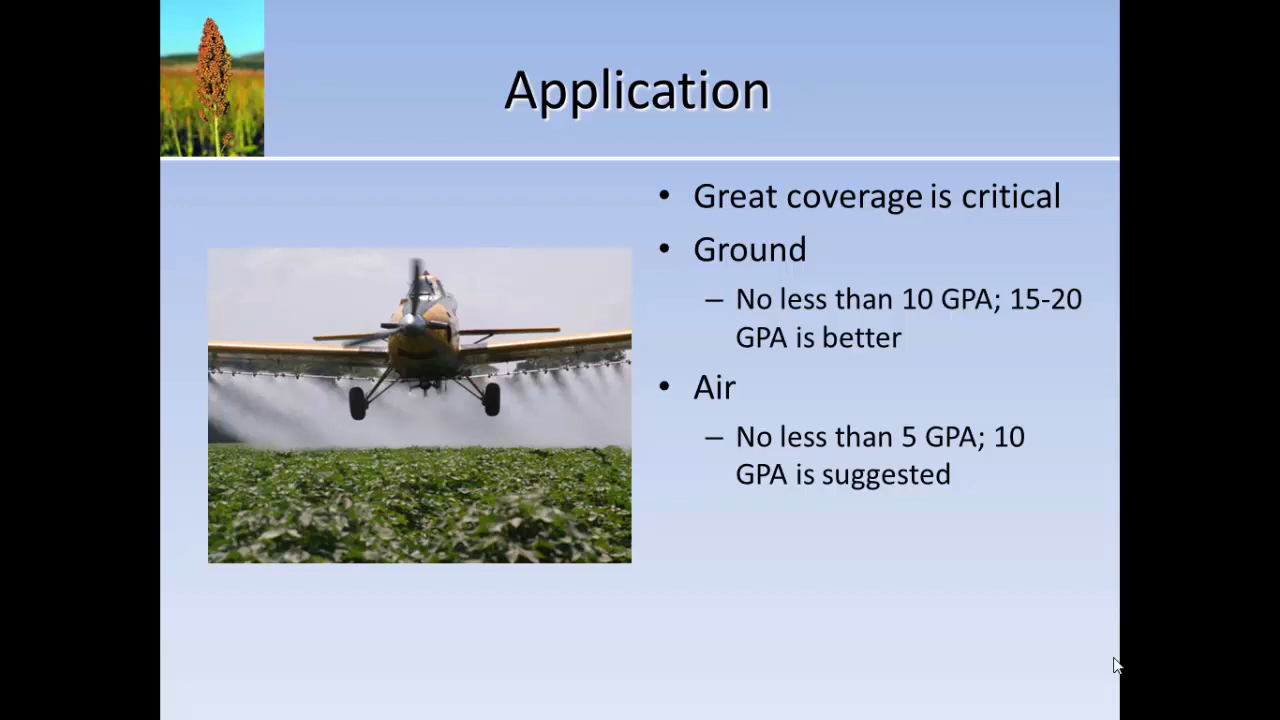 Application
• Great coverage is critical
• Ground
– No less than 10 GPA; 15-20
GPA is better
• Air
– No less than 5 GPA; 10
GPA is suggested